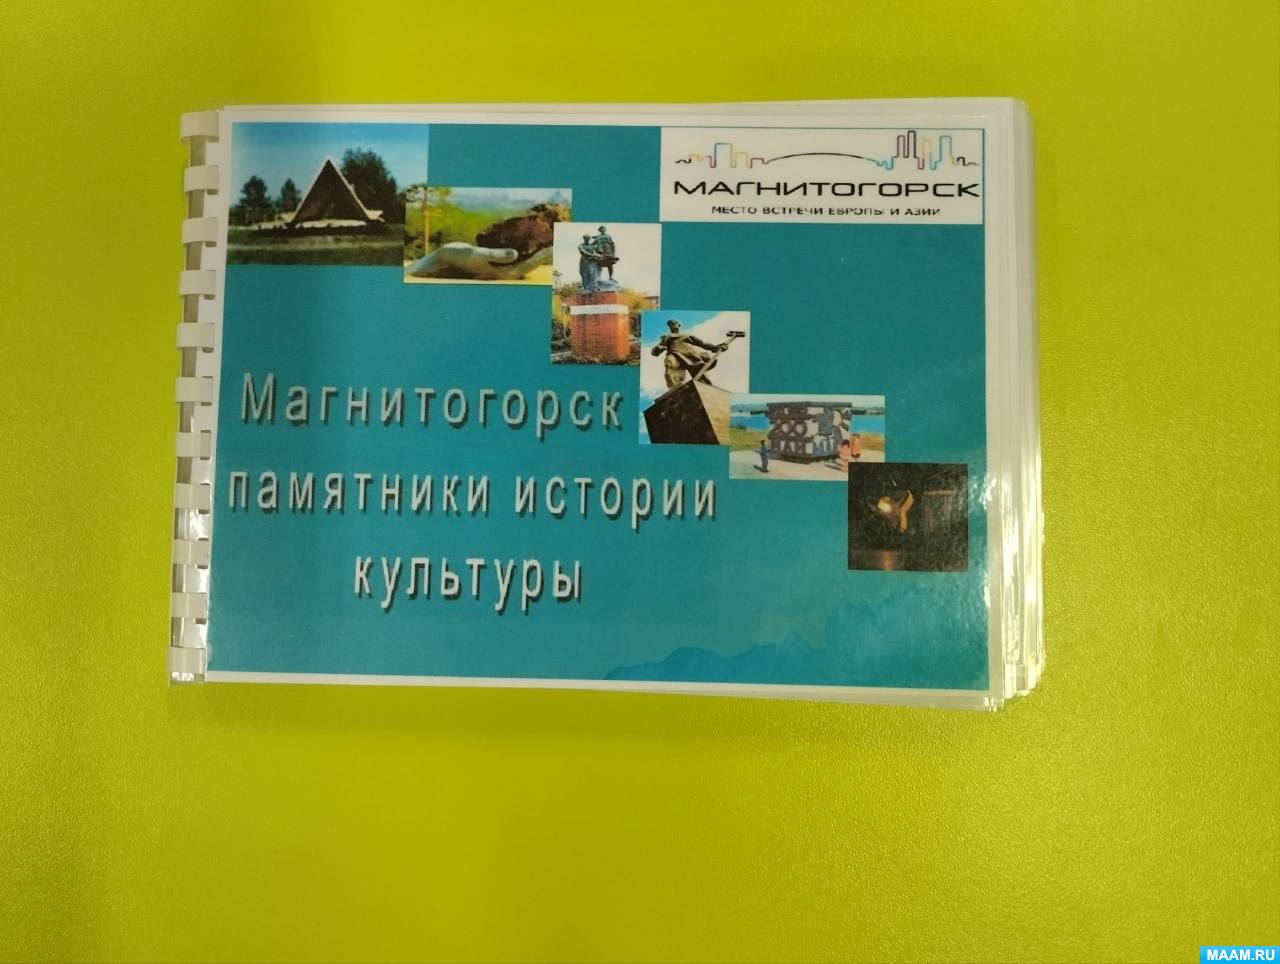 МАГНИТОГОРСК
МЕСТО ВСТРЕЧИ ЕВРОПЫ И АЗИИ
Магнитогорск
памятники истории
культуры
MAAM.RU